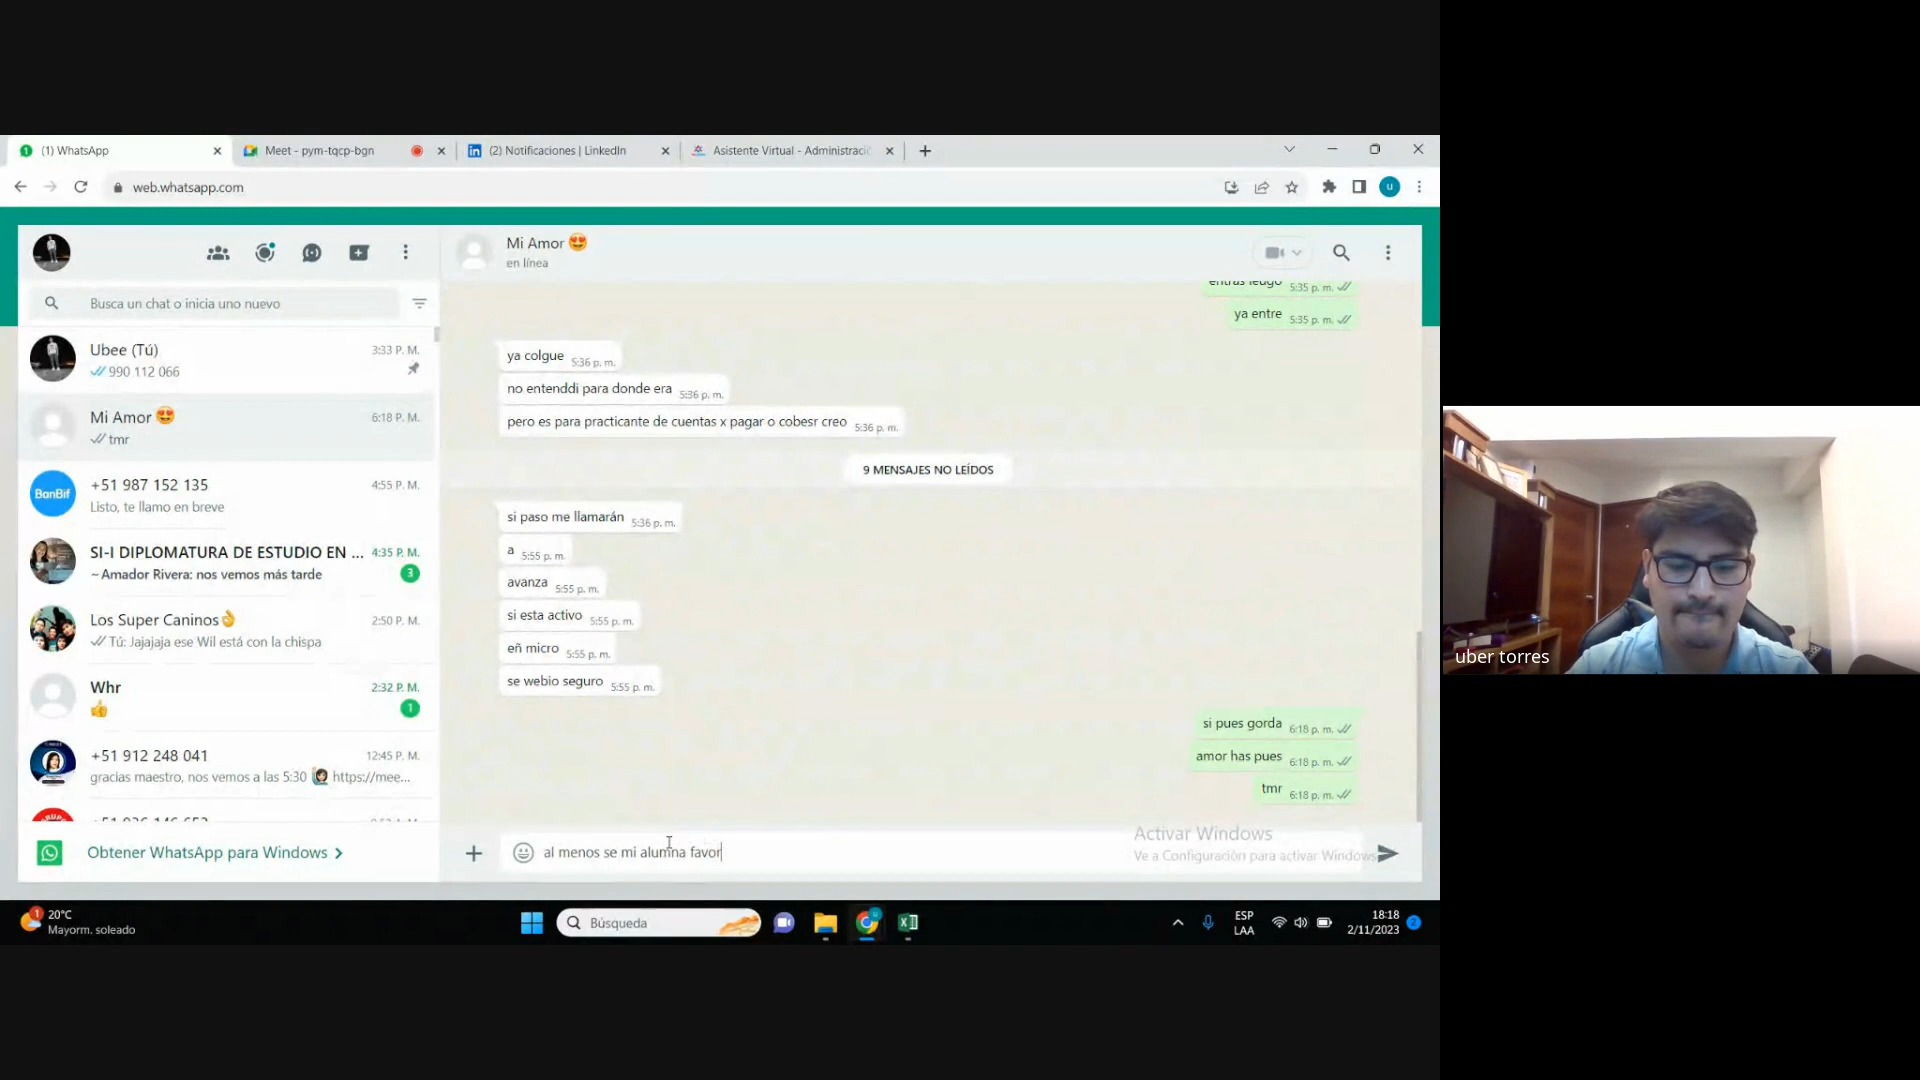 (1) WhatsApp
Meet - pym-tqcp-bgn
(2) Notificaciones | LinkedIn
Asistente Virtual - Administraci
web.whatsapp.com
u
Busca un chat o inicia uno nuevo
Ubee (Tú)
3:33 P. M.
990 112 066
Mi Amor 😍
6:18 P. M.
tmr
BanBif
+51 987 152 135
4:55 P. M.
Listo, te llamo en breve
SI-I DIPLOMATURA DE ESTUDIO EN ...
4:35 P. M.
~ Amador Rivera: nos vemos más tarde
3
Los Super Caninos👌
2:50 P. M.
Tú: Jajajaja ese Wil está con la chispa
Whr
2:32 P. M.
👍
1
+51 912 248 041
12:45 P. M.
gracias maestro, nos vemos a las 5:30 🙋🏻‍♀️ https://mee...
Obtener WhatsApp para Windows
Mi Amor 😍
en línea
entras leugo 5:35 p. m.
ya entre 5:35 p. m.
ya colgue 5:36 p. m.
no entenddi para donde era 5:36 p. m.
pero es para practicante de cuentas x pagar o cobesr creo 5:36 p. m.
9 MENSAJES NO LEÍDOS
si paso me llamarán 5:36 p. m.
a 5:55 p. m.
avanza 5:55 p. m.
si esta activo 5:55 p. m.
eñ micro 5:55 p. m.
se webio seguro 5:55 p. m.
si pues gorda 6:18 p. m.
amor has pues 6:18 p. m.
tmr 6:18 p. m.
al menos se mi alumna favor
Activar Windows
Ve a Configuración para activar Windows
1
20°C
Mayorm. soleado
Búsqueda
ESP
LAA
18:18
2/11/2023
2
uber torres